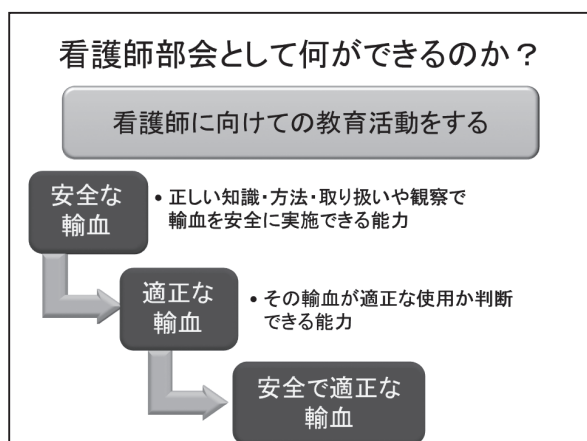 看護師部会として何ができるのか？
看護師に向けての教育活動をする
安全な
輸血
• 正しい知識・方法・取り扱いや観察で
輸血を安全に実施できる能力
適正な
輸血
• その輸血が適正な使用か判断
できる能力
安全で適正な
輸血